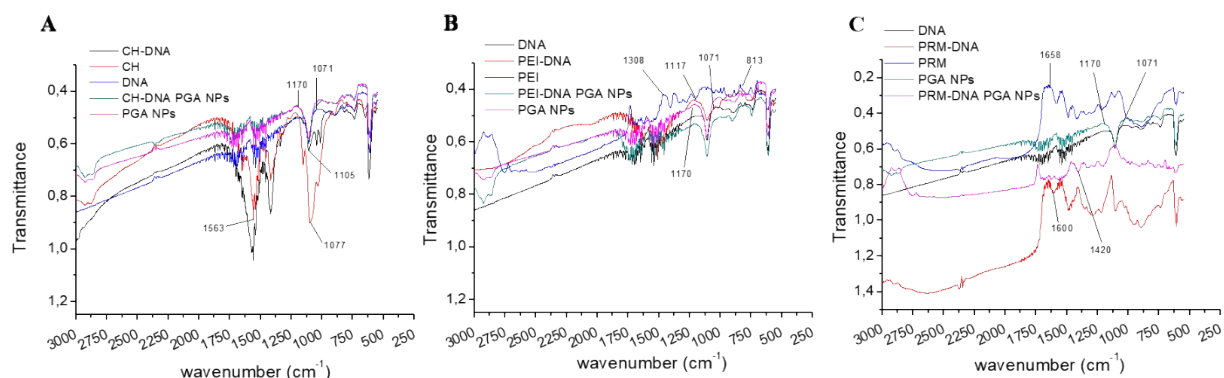 A
CH-DNA
CH
DNA
CH-DNA PGA NPs
PGA NPs
1170
1071
1105
1563
1077
0,4
0,6
0,8
1,0
1,2
Transmittance
3000
2750
2500
2250
2000
1750
1500
1250
1000
750
500
250
wavenumber (cm-1)
B
DNA
PEI-DNA
PEI
PEI-DNA PGA NPs
PGA NPs
1308
1117
1071
813
1170
0,4
0,6
0,8
1,0
1,2
Transmittance
3000
2750
2500
2250
2000
1750
1500
1250
1000
750
500
250
wavenumber (cm-1)
C
DNA
PRM-DNA
PRM
PGA NPs
PRM-DNA PGA NPs
1658
1170
1071
1600
1420
0,2
0,4
0,6
0,8
1,0
1,2
1,4
Transmittance
3000
2750
2500
2250
2000
1750
1500
1250
1000
750
500
250
wavenumber (cm-1)